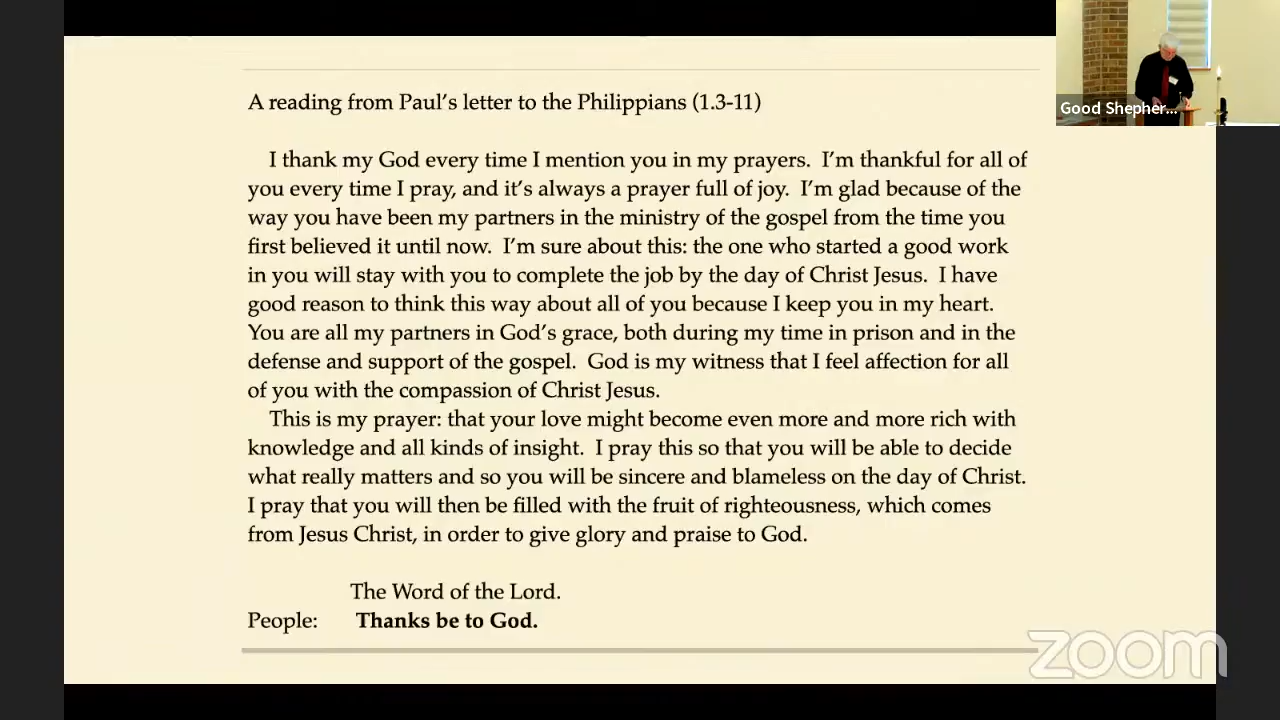 A reading from Paul's letter to the Philippians (1.3-11)
I thank my God every time I mention you in my prayers. I'm thankful for all of
you every time I pray, and it's always a prayer full of joy. I'm glad because of the
way you have been my partners in the ministry of the gospel from the time you
first believed it until now. I'm sure about this: the one who started a good work
in you will stay with you to complete the job by the day of Christ Jesus. I have
good reason to think this way about all of you because I keep you in my heart.
You are all my partners in God's grace, both during my time in prison and in the
defense and support of the gospel. God is my witness that I feel affection for all
of you with the compassion of Christ Jesus.
This is my prayer: that your love might become even more and more rich with
knowledge and all kinds of insight. I pray this so that you will be able to decide
what really matters and so you will be sincere and blameless on the day of Christ.
I pray that you will then be filled with the fruit of righteousness, which comes
from Jesus Christ, in order to give glory and praise to God.
The Word of the Lord.
People: Thanks be to God.
Good Shepher...
zoom